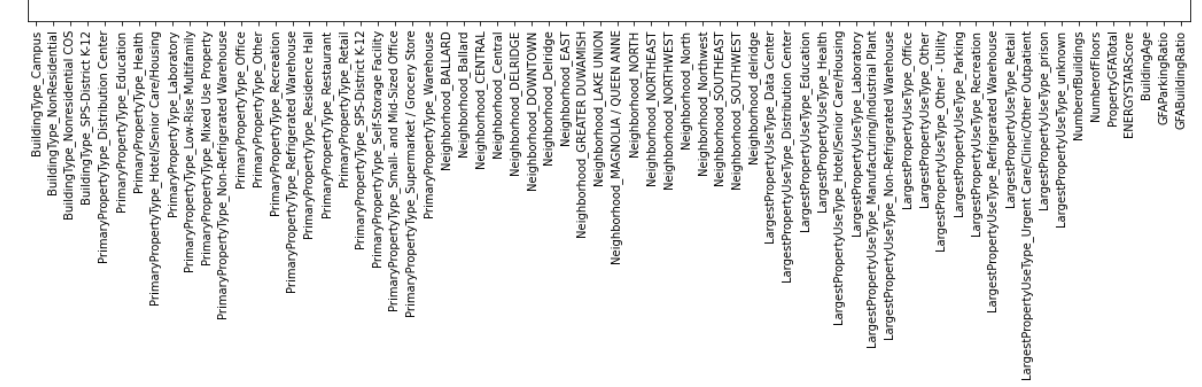 BuildingType_Campus
BuildingType_NonResidential
BuildingType_Nonresidential COS
BuildingType_SPS-District K-12
PrimaryPropertyType_Distribution Center
PrimaryPropertyType_Education
PrimaryPropertyType_Health
PrimaryPropertyType_Hotel/Senior Care/Housing
PrimaryPropertyType_Laboratory
PrimaryPropertyType_Low-Rise Multifamily
PrimaryPropertyType_Mixed Use Property
PrimaryPropertyType_Non-Refrigerated Warehouse
PrimaryPropertyType_Office
PrimaryPropertyType_Other
PrimaryPropertyType_Recreation
PrimaryPropertyType_Refrigerated Warehouse
PrimaryPropertyType_Residence Hall
PrimaryPropertyType_Restaurant
PrimaryPropertyType_Retail
PrimaryPropertyType_SPS-District K-12
PrimaryPropertyType_Self-Storage Facility
PrimaryPropertyType_Small- and Mid-Sized Office
PrimaryPropertyType_Supermarket / Grocery Store
PrimaryPropertyType_Warehouse
Neighborhood_BALLARD
Neighborhood_Ballard
Neighborhood_CENTRAL
Neighborhood_Central
Neighborhood_DELRIDGE
Neighborhood_DOWNTOWN
Neighborhood_Delridge
Neighborhood_EAST
Neighborhood_GREATER DUWAMISH
Neighborhood_LAKE UNION
Neighborhood_MAGNOLIA / QUEEN ANNE
Neighborhood_NORTH
Neighborhood_NORTHEAST
Neighborhood_NORTHWEST
Neighborhood_North
Neighborhood_Northwest
Neighborhood_SOUTHEAST
Neighborhood_SOUTHWEST
Neighborhood_delridge
LargestPropertyUseType_Data Center
LargestPropertyUseType_Distribution Center
LargestPropertyUseType_Education
LargestPropertyUseType_Health
LargestPropertyUseType_Hotel/Senior Care/Housing
LargestPropertyUseType_Laboratory
LargestPropertyUseType_Manufacturing/Industrial Plant
LargestPropertyUseType_Non-Refrigerated Warehouse
LargestPropertyUseType_Office
LargestPropertyUseType_Other
LargestPropertyUseType_Other - Utility
LargestPropertyUseType_Parking
LargestPropertyUseType_Recreation
LargestPropertyUseType_Refrigerated Warehouse
LargestPropertyUseType_Retail
LargestPropertyUseType_Urgent Care/Clinic/Other Outpatient
LargestPropertyUseType_prison
LargestPropertyUseType_unknown
NumberofBuildings
NumberofFloors
PropertyGFATotal
ENERGYSTARScore
BuildingAge
GFAParkingRatio
GFABuildingRatio